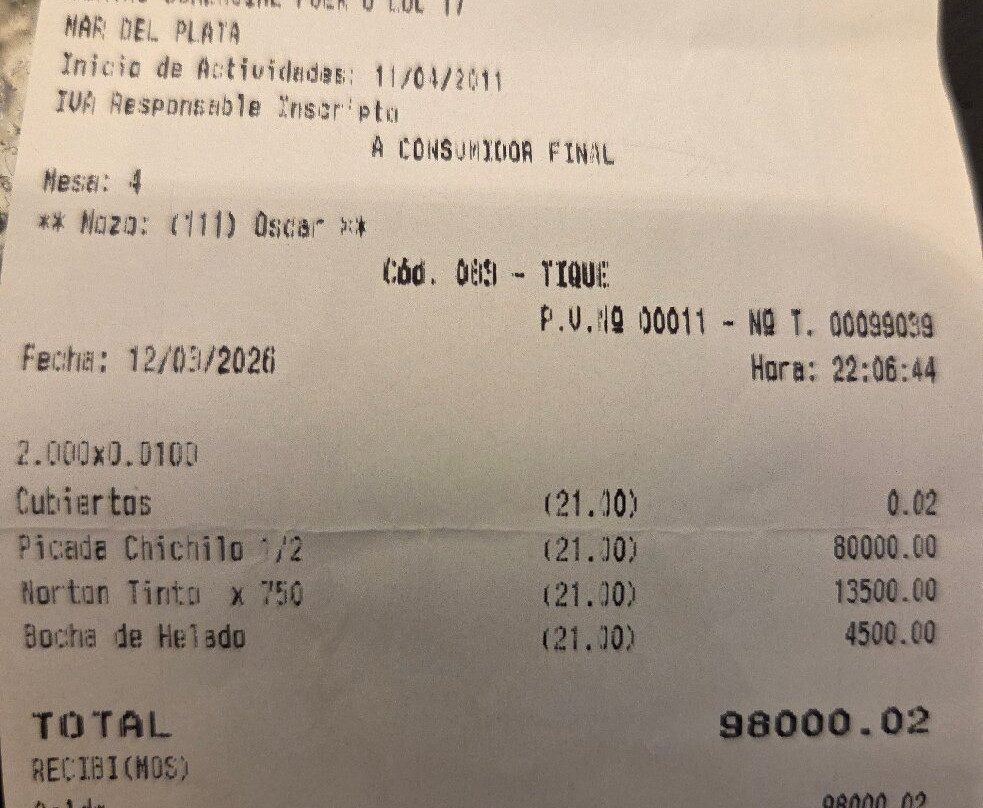 MAR DEL PLATA
Inicio de Actividades: 11/04/2011
IVA Responsable Inscripto
A CONSUMIDOR FINAL
Mesa: 4
** Mozo: (111) Oscar **
Cód. 083 - TIQUE
P.V.Nº 00011 - Nº T. 00099039
Fecha: 12/03/2026
Hora: 22:06:44
2.000x0.0100
Cubiertos (21.00) 0.02
Picada Chichilo 1/2 (21.00) 80000.00
Norton Tinto x 750 (21.00) 13500.00
Bocha de Helado (21.00) 4500.00
TOTAL 98000.02
RECIBI(MOS)
98000.02